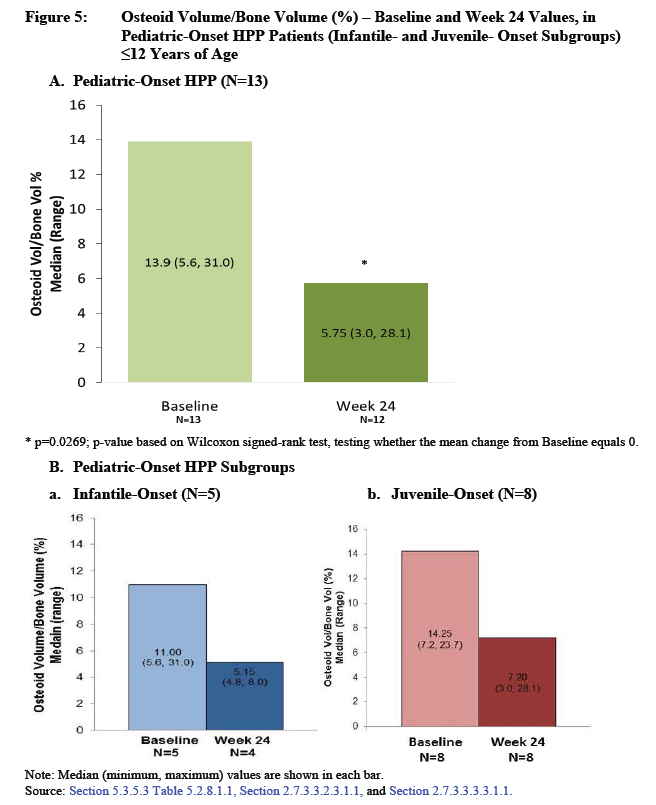 Figure 5: Osteoid Volume/Bone Volume (%) – Baseline and Week 24 Values, in
Pediatric-Onset HPP Patients (Infantile- and Juvenile- Onset Subgroups)
≤12 Years of Age
A. Pediatric-Onset HPP (N=13)
Osteoid Vol/Bone Vol %
Median (Range)
16
14
12
10
8
6
4
2
0
13.9 (5.6, 31.0)
*
5.75 (3.0, 28.1)
Baseline
N=13
Week 24
N=12
* p=0.0269; p-value based on Wilcoxon signed-rank test, testing whether the mean change from Baseline equals 0.
B. Pediatric-Onset HPP Subgroups
a. Infantile-Onset (N=5)
Osteoid Volume/Bone Volume (%)
Medain (range)
16
14
12
10
8
6
4
2
0
11.00
(5.6, 31.0)
5.15
(4.8, 8.0)
Baseline
N=5
Week 24
N=4
b. Juvenile-Onset (N=8)
Osteoid Vol/Bone Vol (%)
Median (Range)
16
14
12
10
8
6
4
2
0
14.25
(7.2, 23.7)
7.20
(3.0, 28.1)
Baseline
N=8
Week 24
N=8
Note: Median (minimum, maximum) values are shown in each bar.
Source: Section 5.3.5.3 Table 5.2.8.1.1, Section 2.7.3.3.2.3.1.1, and Section 2.7.3.3.3.3.1.1.